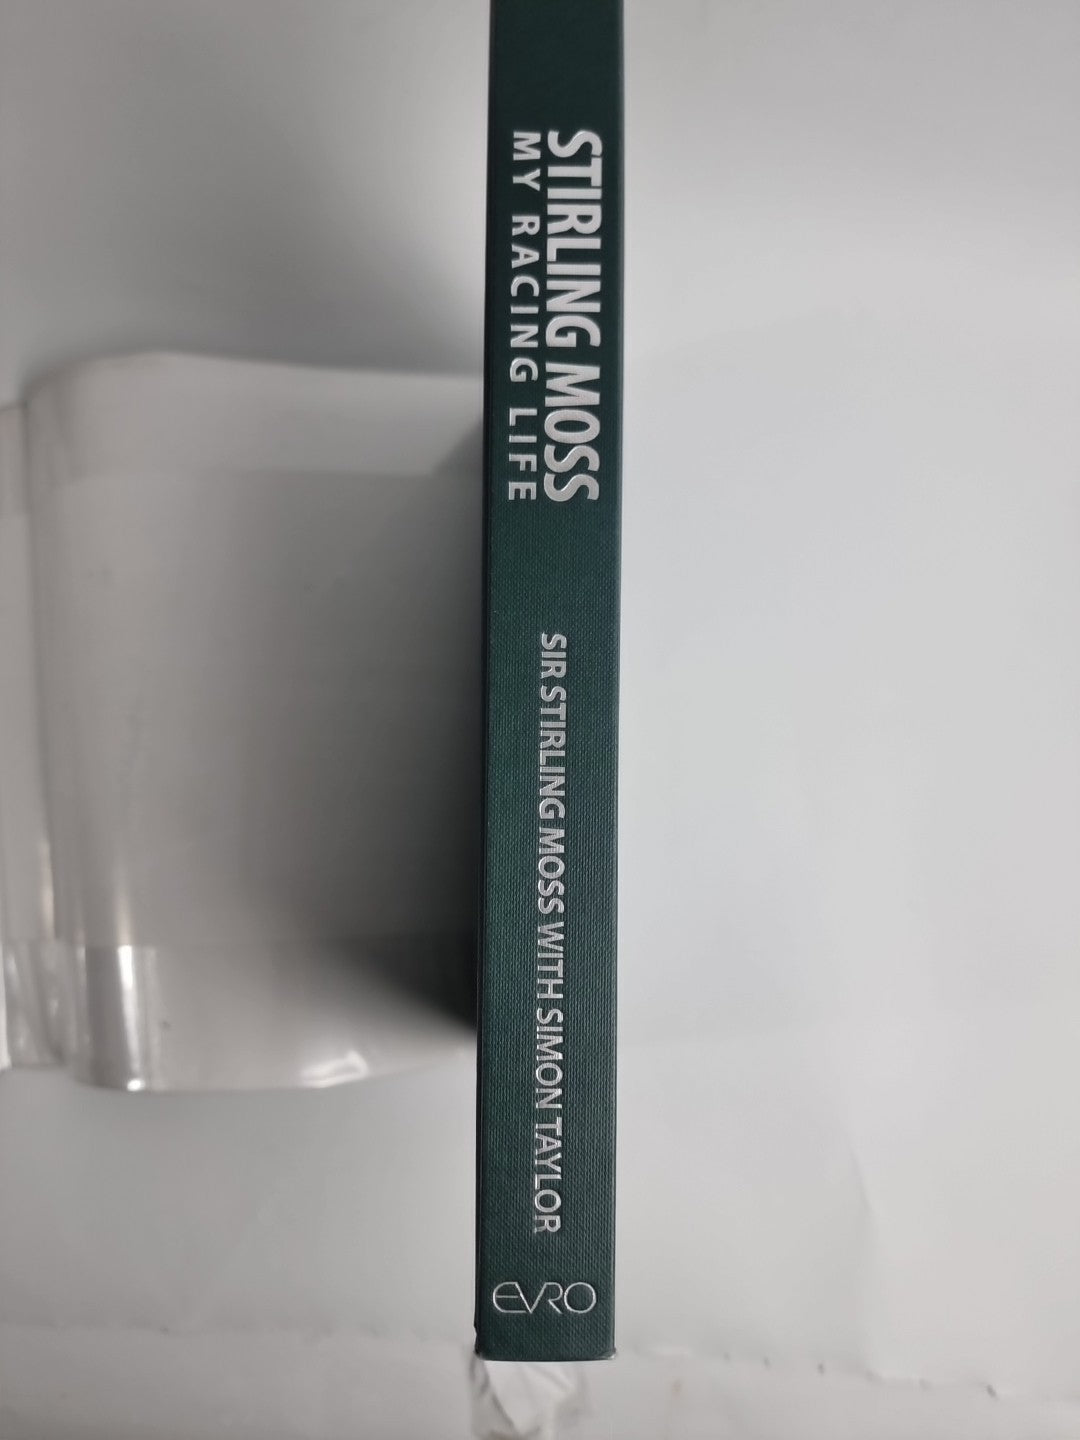 STIRLING MOSS
MY RACING LIFE
SIR STIRLING MOSS WITH SIMON TAYLOR
EVRO